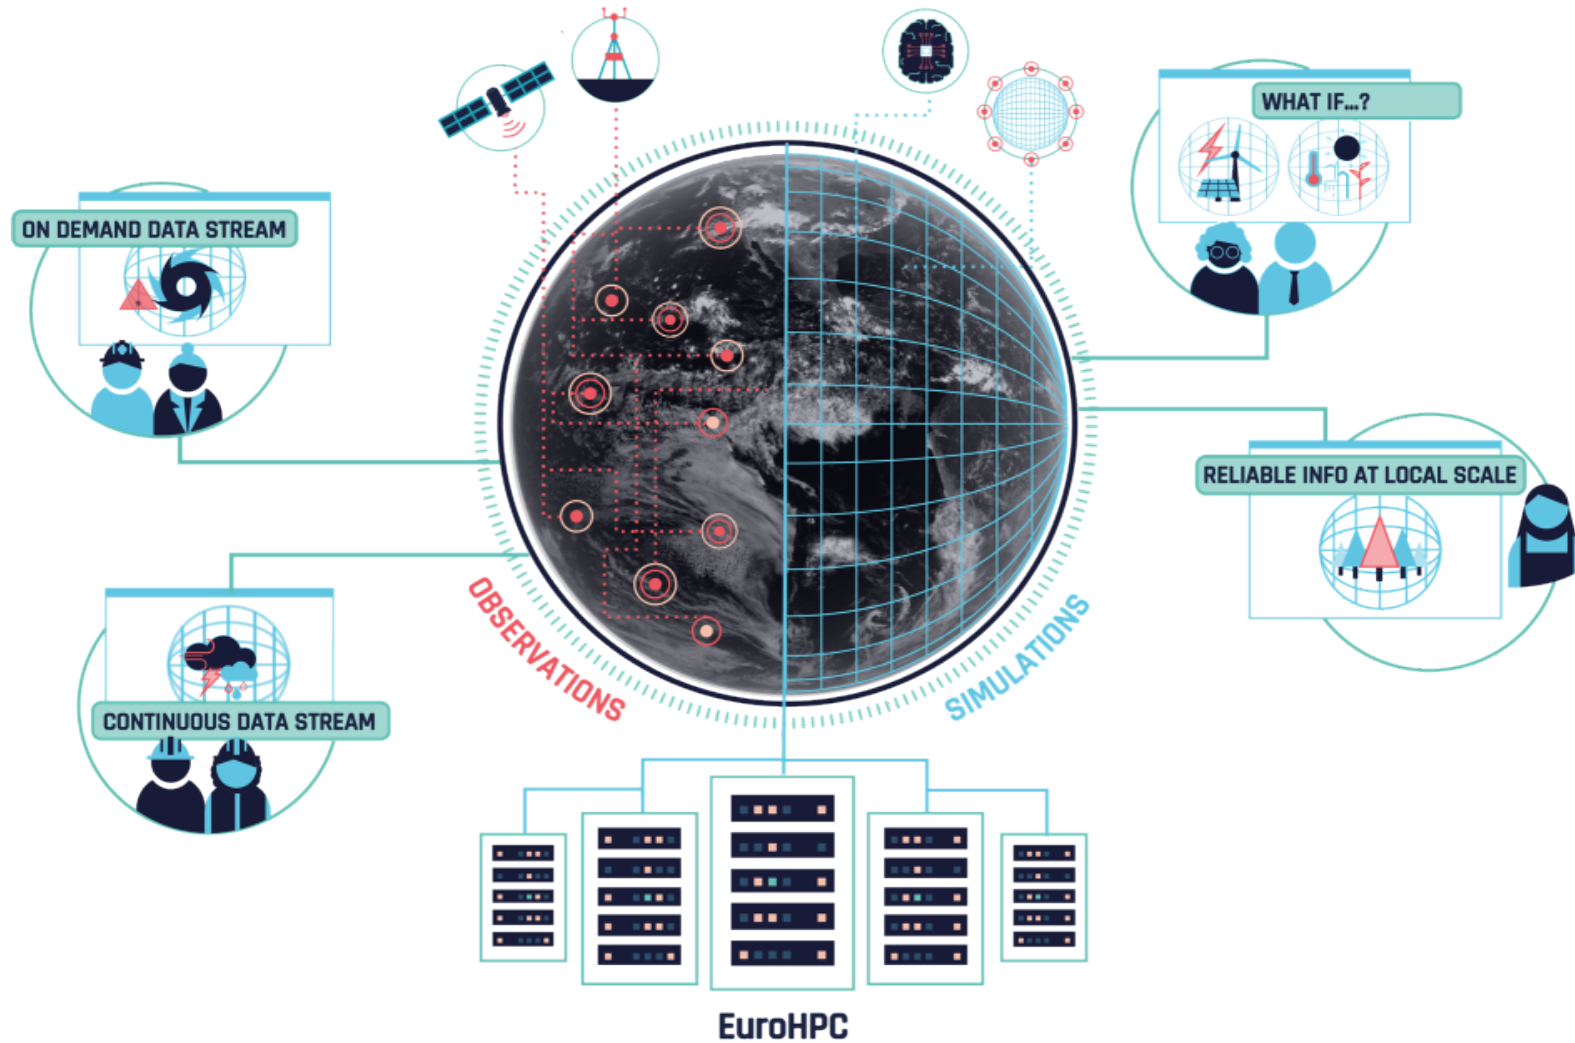 WHAT IF...?
ON DEMAND DATA STREAM
RELIABLE INFO AT LOCAL SCALE
OBSERVATIONS
SIMULATIONS
CONTINUOUS DATA STREAM
EuroHPC